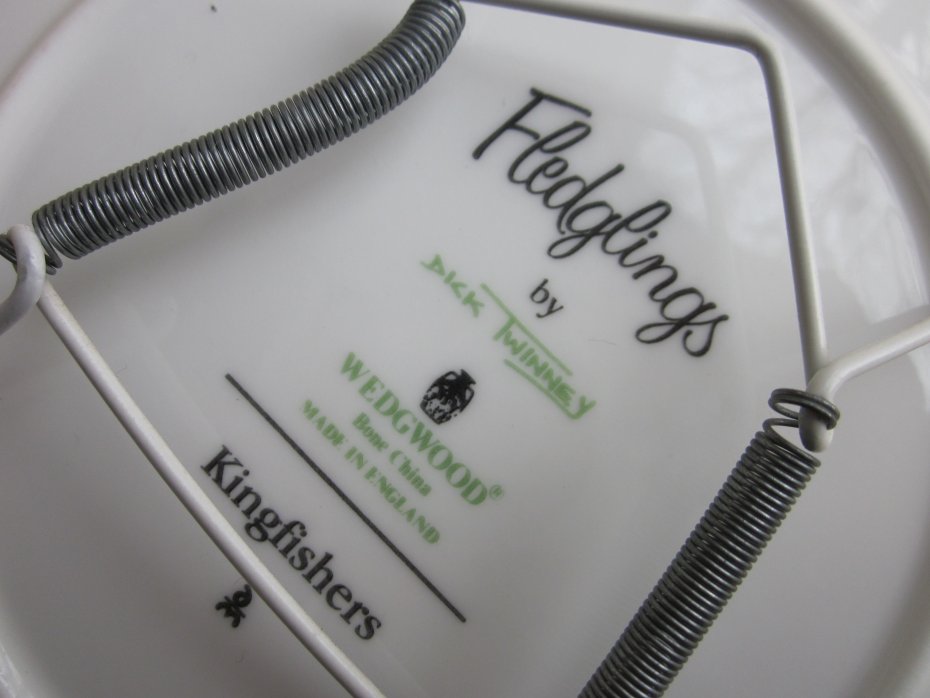 Fledglings
by
DICK TWINNEY
WEDGWOOD®
Bone China
MADE IN ENGLAND
Kingfishers